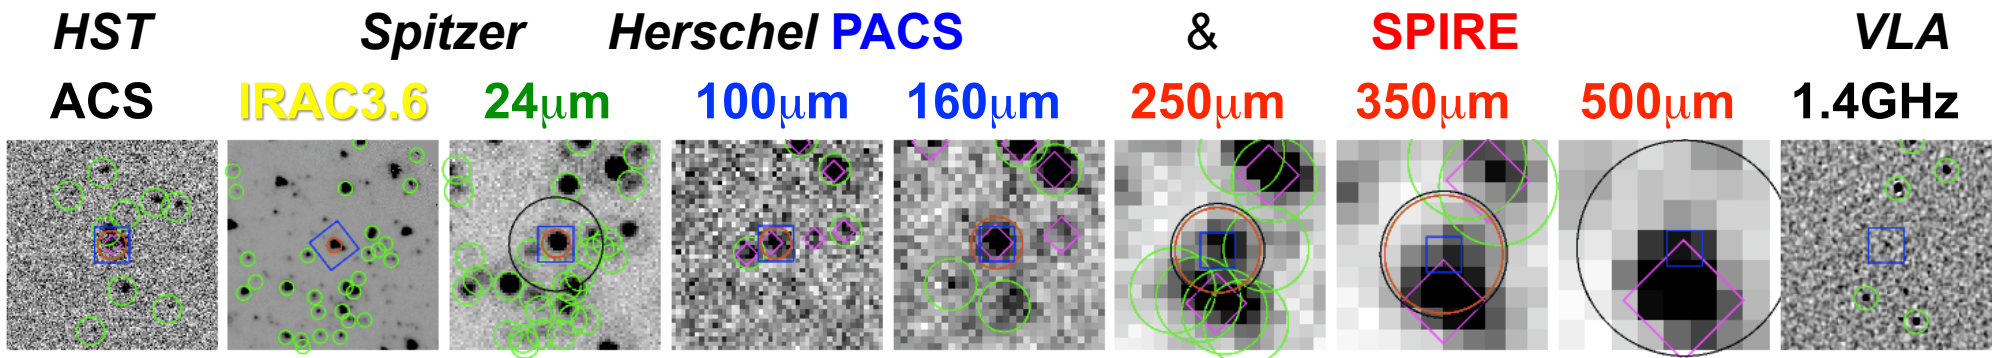 HST Spitzer Herschel PACS & SPIRE VLA
ACS IRAC3.6 24μm 100μm 160μm 250μm 350μm 500μm 1.4GHz